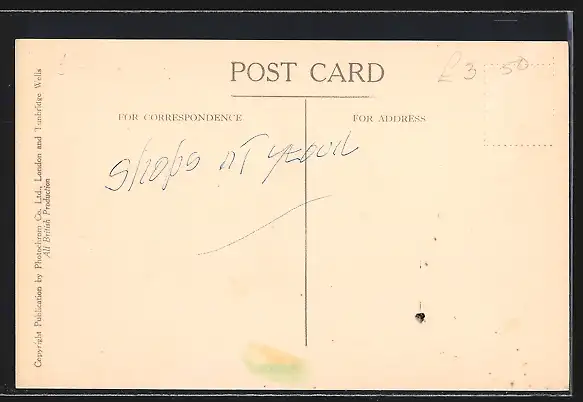 POST CARD
£3 50
FOR CORRESPONDENCE
FOR ADDRESS
Shops AT YEOVIL
Copyright Publication by Photochrom Co. Ltd., London and Tunbridge Wells
All British Production